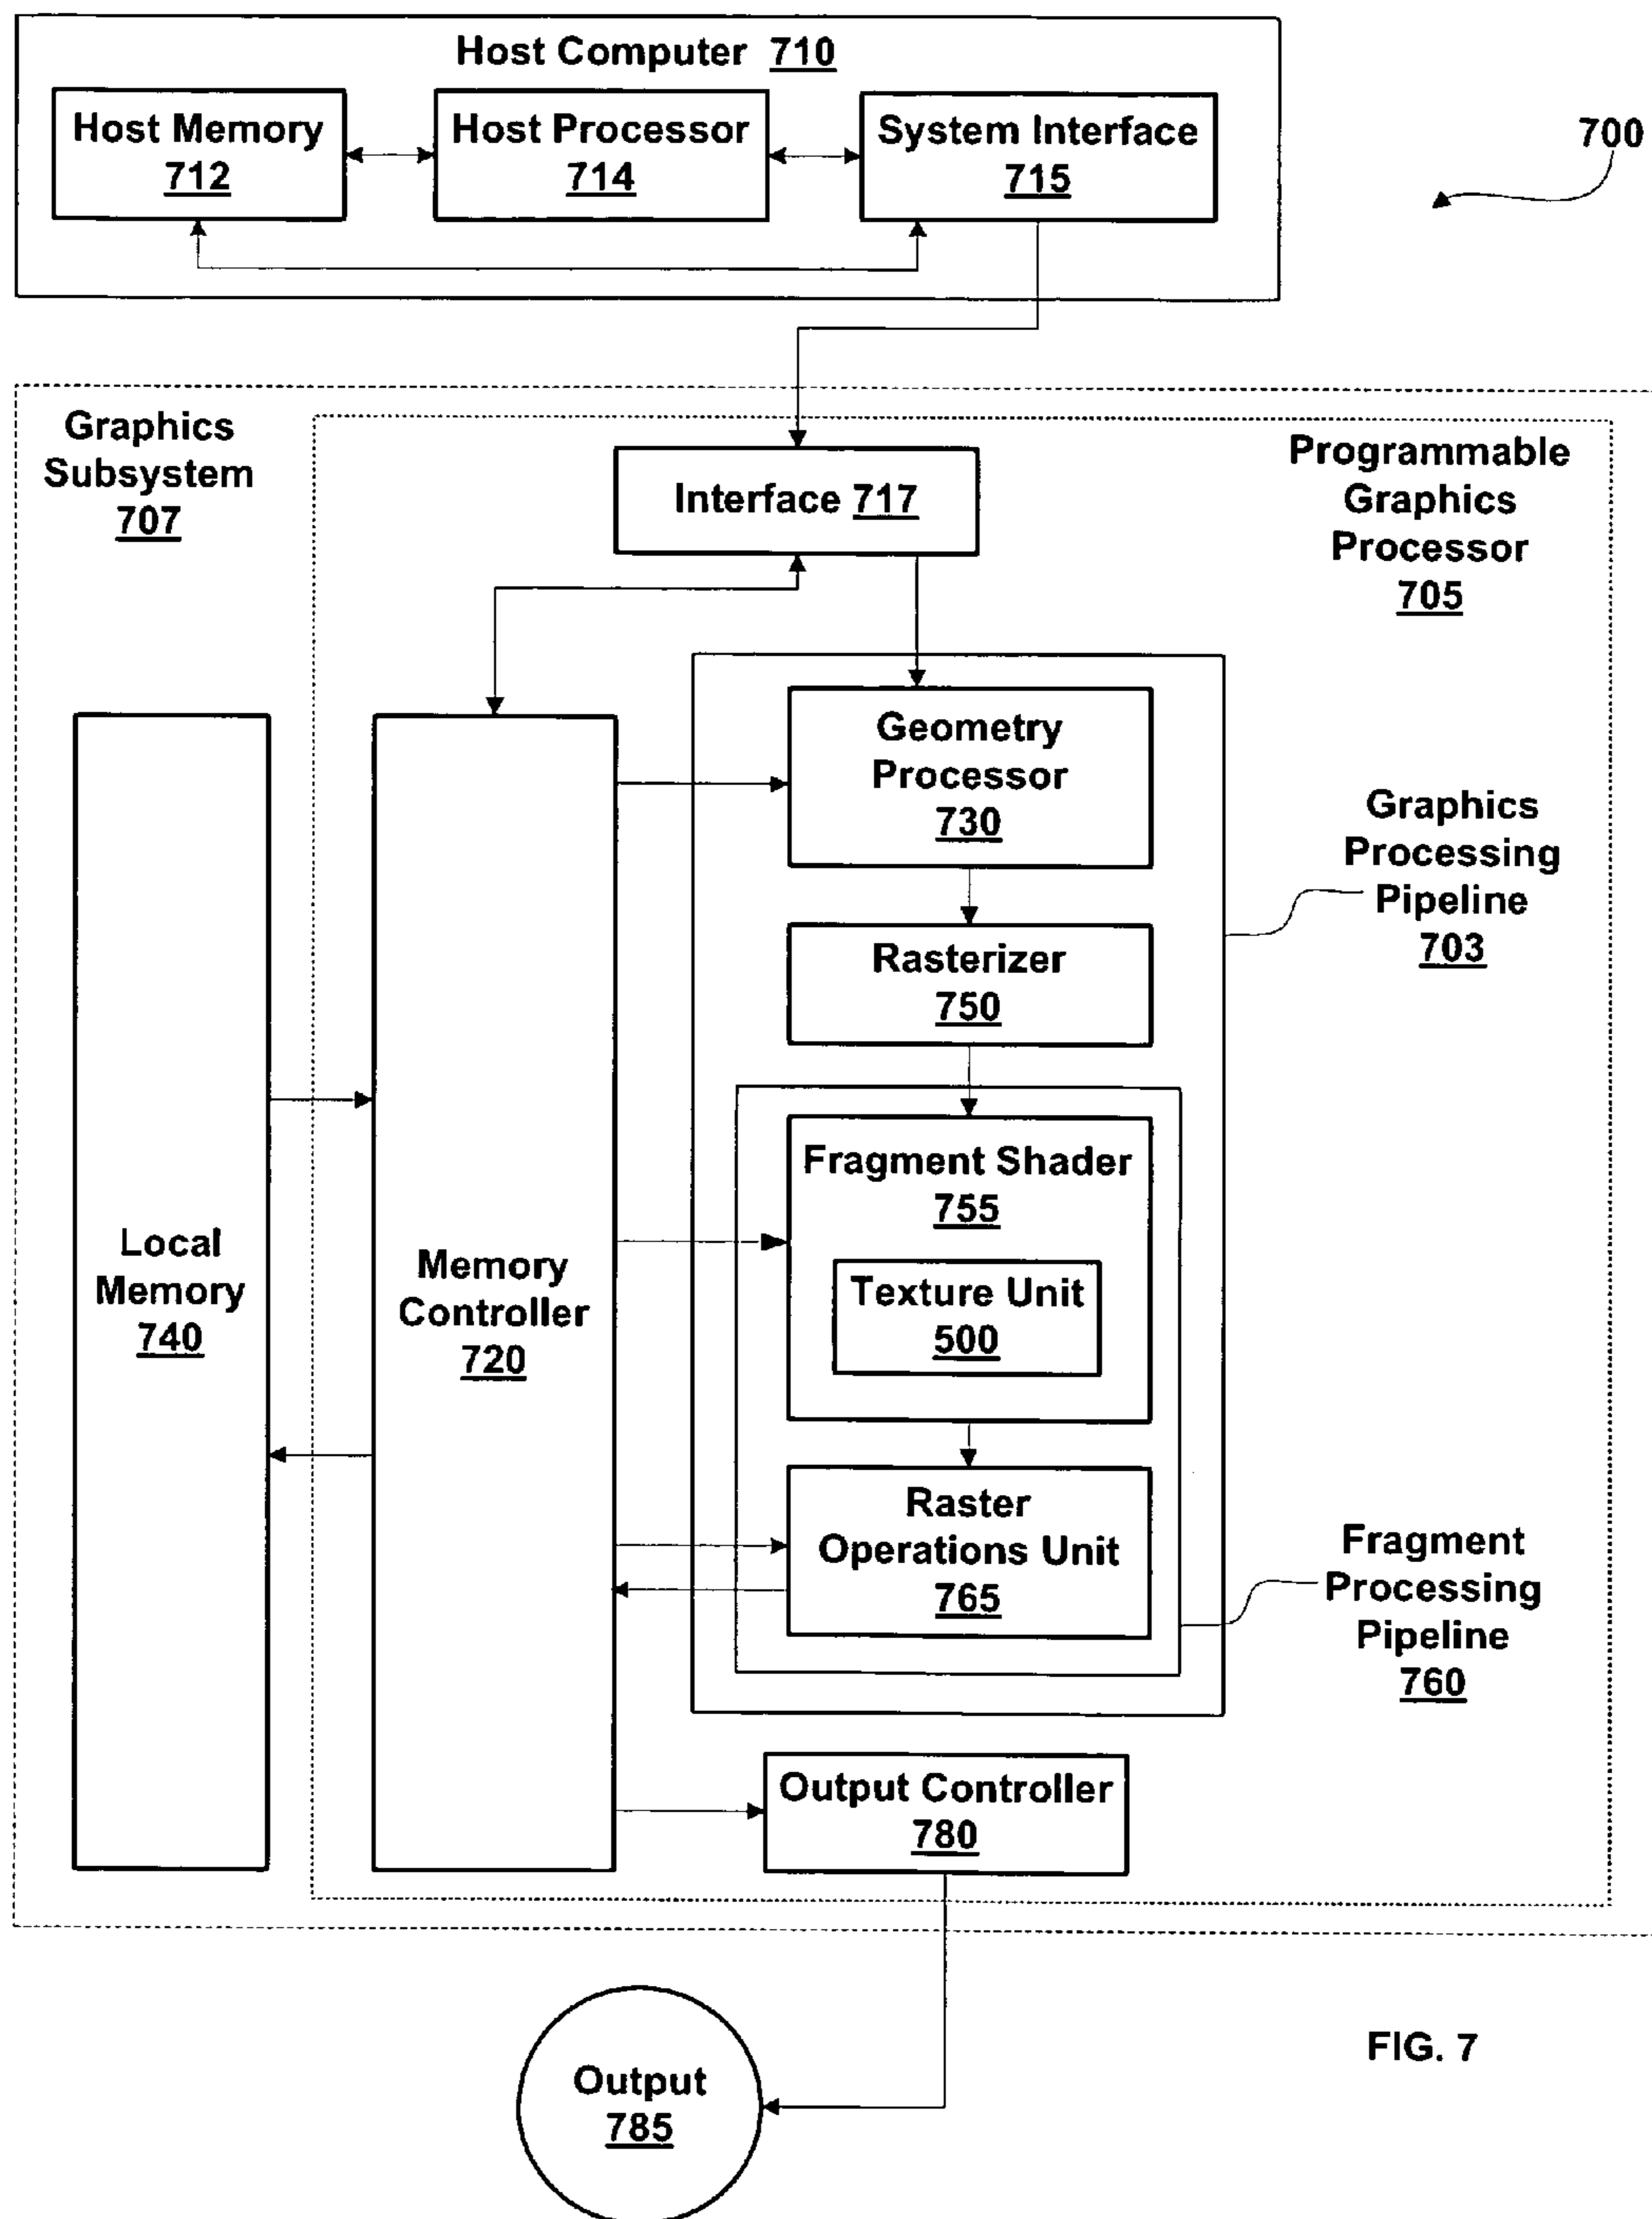 Host Computer 710
Host Memory
712
Host Processor
714
System Interface
715
700
Graphics
Subsystem
707
Interface 717
Programmable
Graphics
Processor
705
Geometry
Processor
730
Graphics
Processing
Pipeline
703
Rasterizer
750
Fragment Shader
755
Texture Unit
500
Local
Memory
740
Memory
Controller
720
Raster
Operations Unit
765
Fragment
Processing
Pipeline
760
Output Controller
780
Output
785
FIG. 7